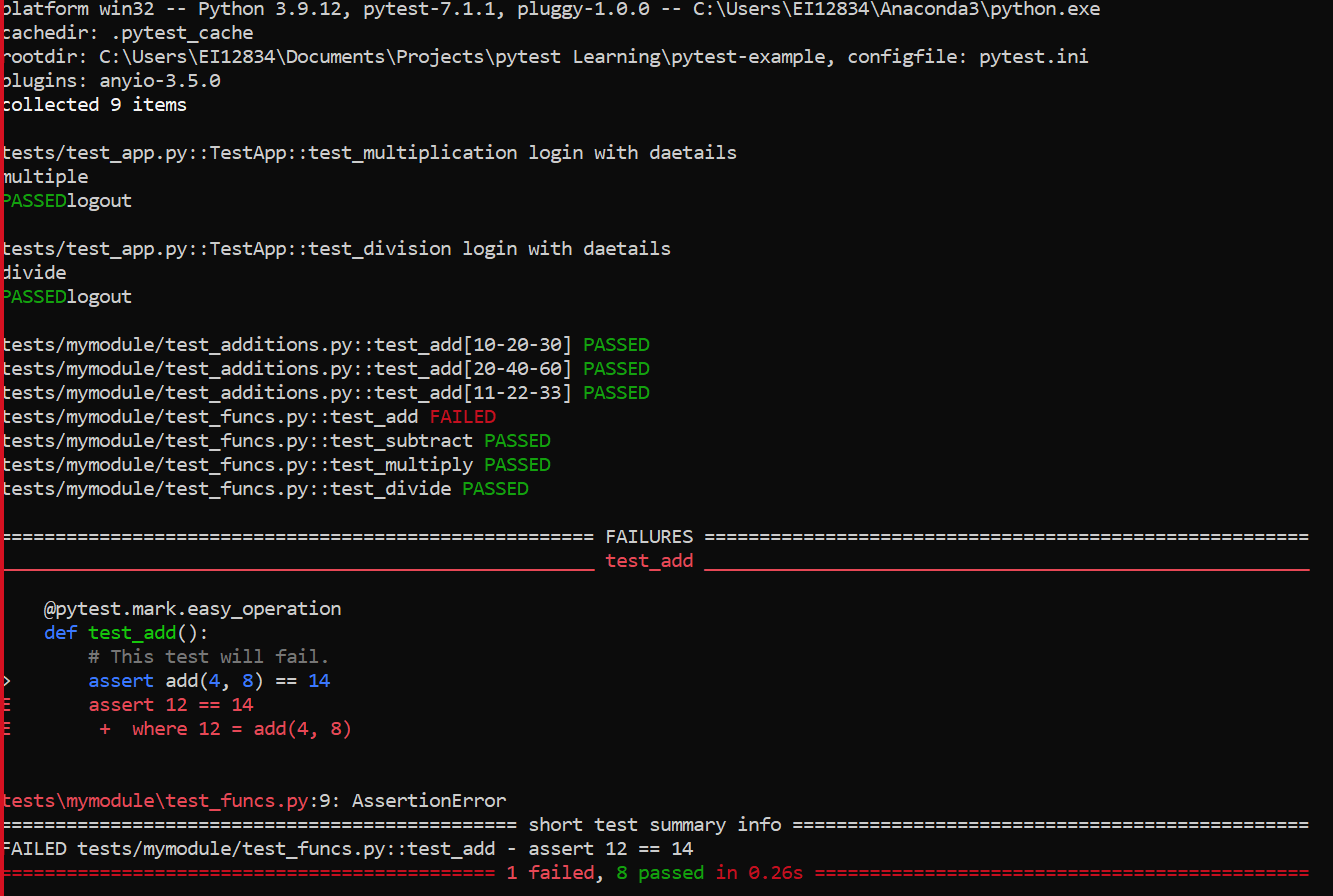 platform win32 -- Python 3.9.12, pytest-7.1.1, pluggy-1.0.0 -- C:\Users\EI12834\Anaconda3\python.exe
cachedir: .pytest_cache
rootdir: C:\Users\EI12834\Documents\Projects\pytest Learning\pytest-example, configfile: pytest.ini
plugins: anyio-3.5.0
collected 9 items
tests/test_app.py::TestApp::test_multiplication login with daetails
multiple
PASSEDlogout
tests/test_app.py::TestApp::test_division login with daetails
divide
PASSEDlogout
tests/mymodule/test_additions.py::test_add[10-20-30] PASSED
tests/mymodule/test_additions.py::test_add[20-40-60] PASSED
tests/mymodule/test_additions.py::test_add[11-22-33] PASSED
tests/mymodule/test_funcs.py::test_add FAILED
tests/mymodule/test_funcs.py::test_subtract PASSED
tests/mymodule/test_funcs.py::test_multiply PASSED
tests/mymodule/test_funcs.py::test_divide PASSED
====================================================== FAILURES =======================================================
______________________________________________________ test_add _______________________________________________________
@pytest.mark.easy_operation
def test_add():
# This test will fail.
> assert add(4, 8) == 14
E assert 12 == 14
E + where 12 = add(4, 8)
tests\mymodule\test_funcs.py:9: AssertionError
=============================================== short test summary info ===============================================
FAILED tests/mymodule/test_funcs.py::test_add - assert 12 == 14
============================================= 1 failed, 8 passed in 0.26s =============================================